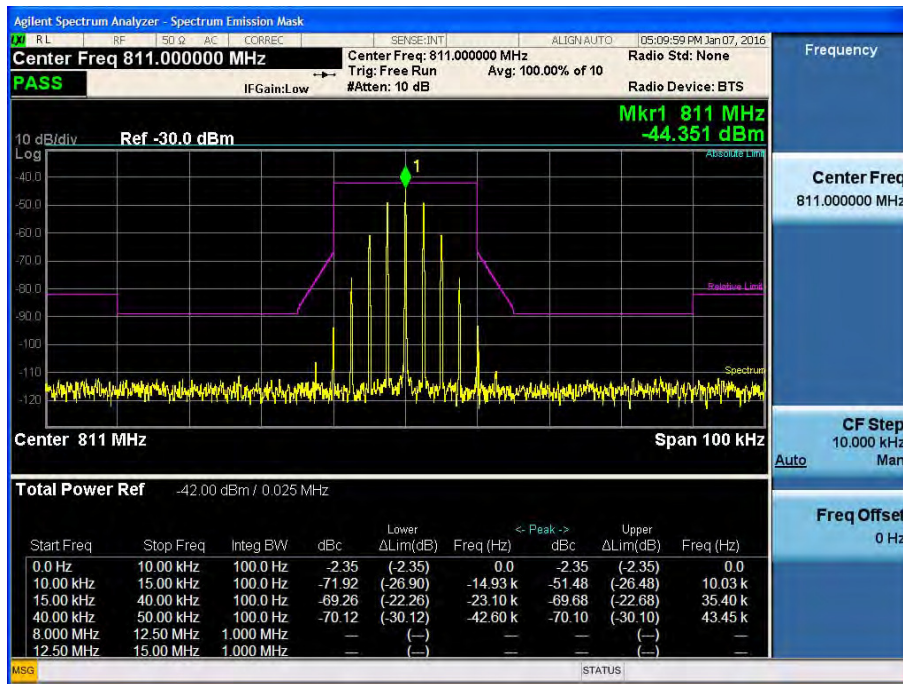 Agilent Spectrum Analyzer - Spectrum Emission Mask
LXI RL RF 50 Ω AC CORREC SENSE:INT ALIGN AUTO 05:09:59 PM Jan 07, 2016
Center Freq 811.000000 MHz
Center Freq: 811.000000 MHz
Radio Std: None
Trig: Free Run
Avg: 100.00% of 10
PASS
IFGain:Low
#Atten: 10 dB
Radio Device: BTS
Mkr1 811 MHz
-44.351 dBm
10 dB/div
Ref -30.0 dBm
Log
Absolute Limit
1
-40.0
-50.0
-60.0
-70.0
-80.0
Relative Limit
-90.0
-100
-110
Spectrum
-120
Center 811 MHz
Span 100 kHz
Total Power Ref -42.00 dBm / 0.025 MHz
Lower <- Peak -> Upper
Start Freq Stop Freq Integ BW dBc ΔLim(dB) Freq (Hz) dBc ΔLim(dB) Freq (Hz)
0.0 Hz 10.00 kHz 100.0 Hz -2.35 (-2.35) 0.0 -2.35 (-2.35) 0.0
10.00 kHz 15.00 kHz 100.0 Hz -71.92 (-26.90) -14.93 k -51.48 (-26.48) 10.03 k
15.00 kHz 40.00 kHz 100.0 Hz -69.26 (-22.26) -23.10 k -69.68 (-22.68) 35.40 k
40.00 kHz 50.00 kHz 100.0 Hz -70.12 (-30.12) -42.60 k -70.10 (-30.10) 43.45 k
8.000 MHz 12.50 MHz 1.000 MHz — (—) — — (—) —
12.50 MHz 15.00 MHz 1.000 MHz — (—) — — (—) —
MSG
STATUS
Frequency
Center Freq
811.000000 MHz
CF Step
10.000 kHz
Auto Man
Freq Offset
0 Hz